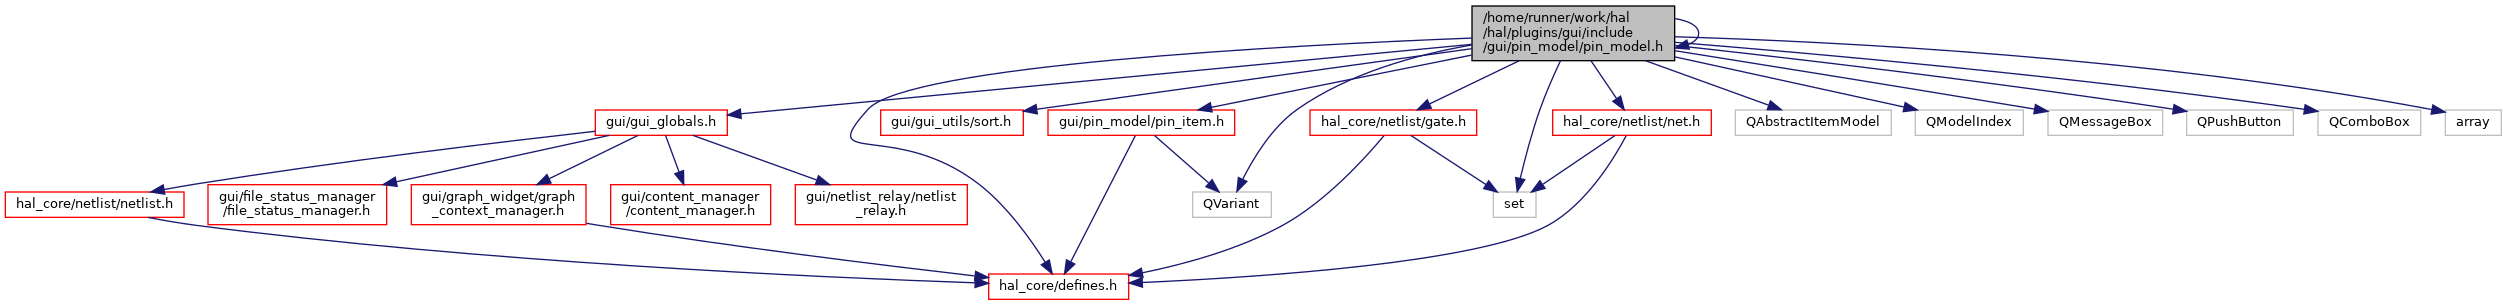 /home/runner/work/hal
/hal/plugins/gui/include
/gui/pin_model/pin_model.h
gui/gui_globals.h
gui/gui_utils/sort.h
gui/pin_model/pin_item.h
hal_core/netlist/gate.h
hal_core/netlist/net.h
QAbstractItemModel
QModelIndex
QMessageBox
QPushButton
QComboBox
array
hal_core/netlist/netlist.h
gui/file_status_manager
/file_status_manager.h
gui/graph_widget/graph
_context_manager.h
gui/content_manager
/content_manager.h
gui/netlist_relay/netlist
_relay.h
QVariant
set
hal_core/defines.h